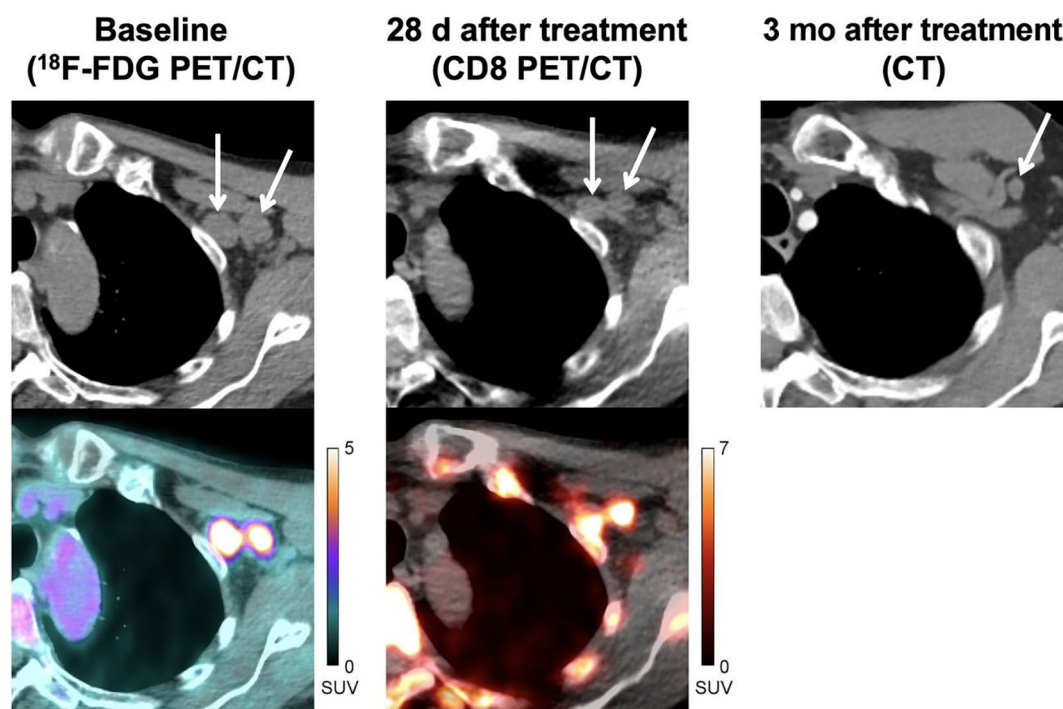 Baseline
(¹⁸F-FDG PET/CT)
28 d after treatment
(CD8 PET/CT)
3 mo after treatment
(CT)
5
0
SUV
7
0
SUV